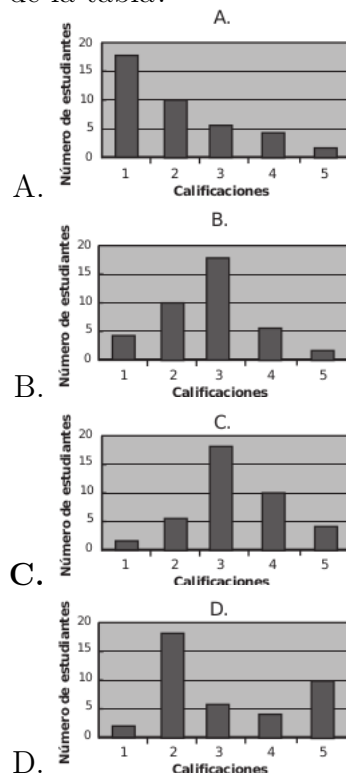 de la tabla?
A.
Número de estudiantes
20
15
10
5
0
1 2 3 4 5
Calificaciones
A.
B.
Número de estudiantes
20
15
10
5
0
1 2 3 4 5
Calificaciones
B.
C.
Número de estudiantes
20
15
10
5
0
1 2 3 4 5
Calificaciones
C.
D.
Número de estudiantes
20
15
10
5
0
1 2 3 4 5
Calificaciones
D.